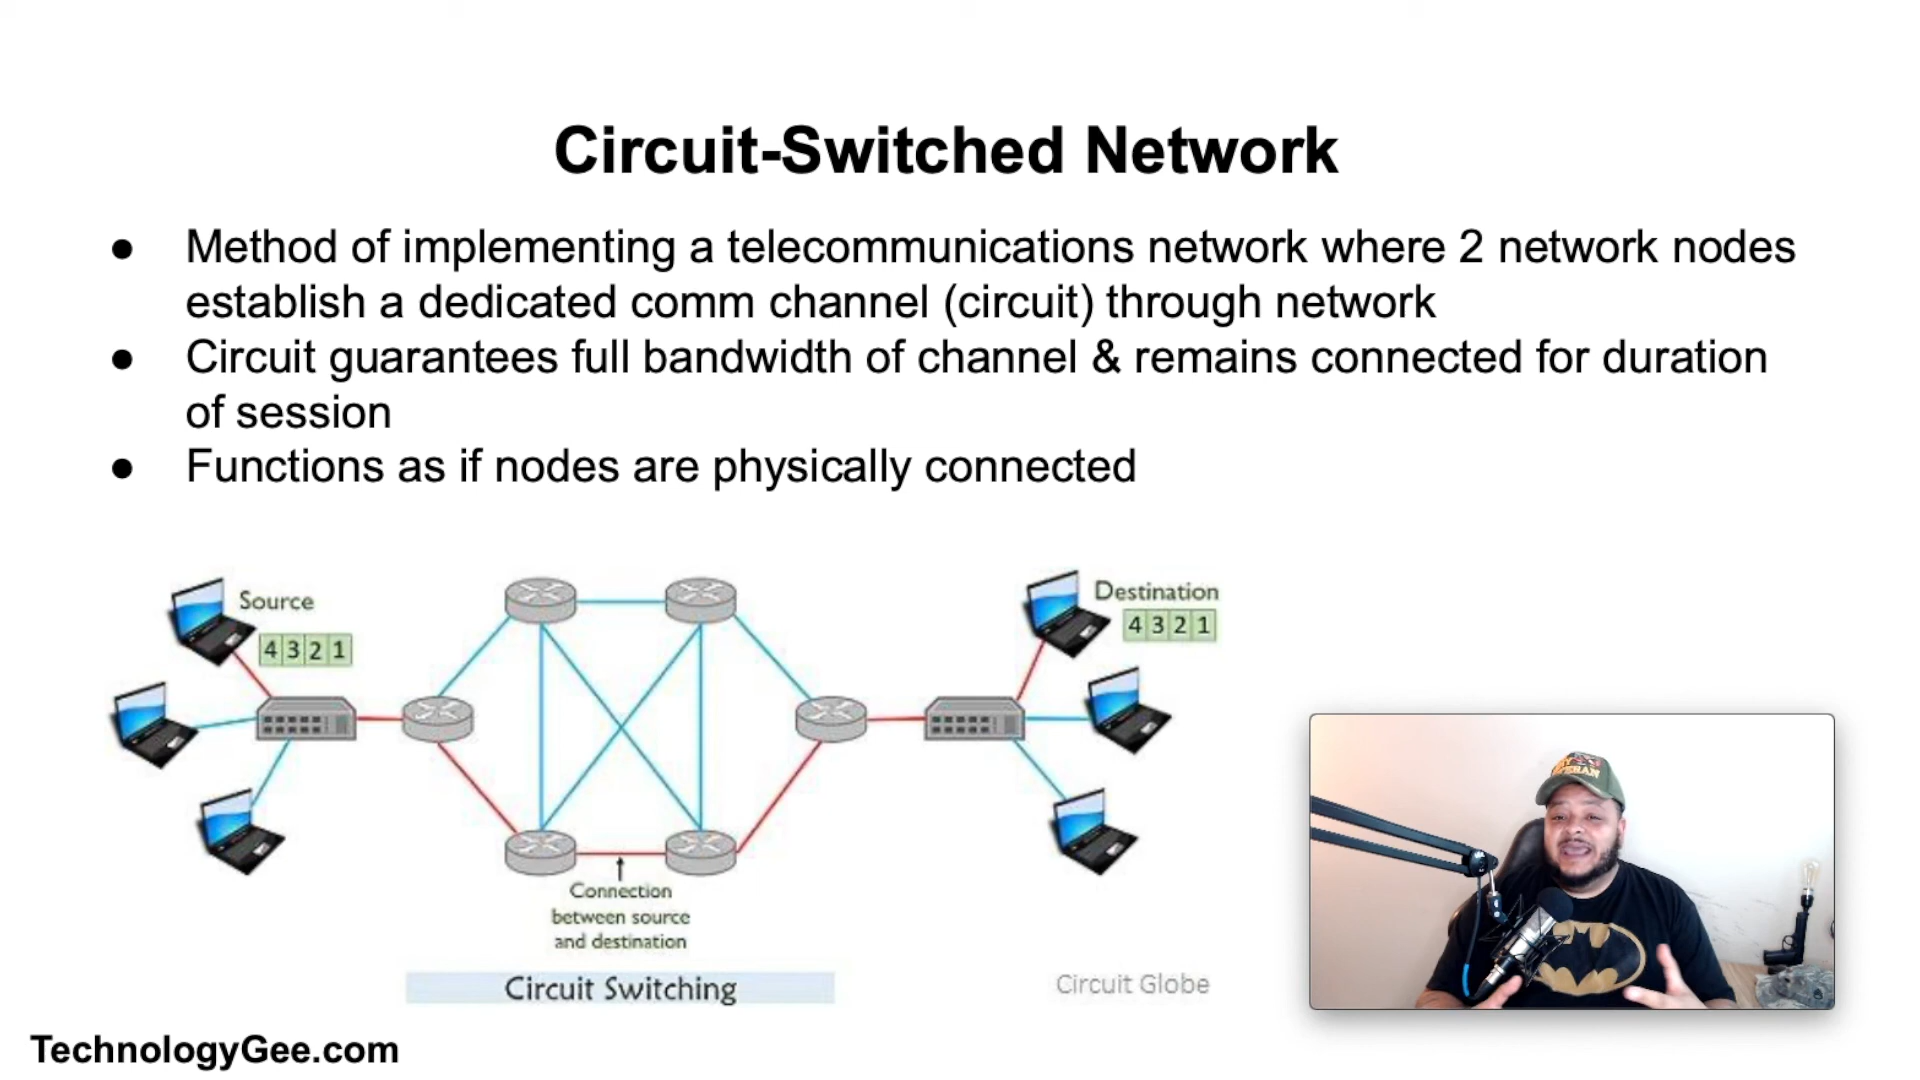 Circuit-Switched Network
● Method of implementing a telecommunications network where 2 network nodes
establish a dedicated comm channel (circuit) through network
● Circuit guarantees full bandwidth of channel & remains connected for duration
of session
● Functions as if nodes are physically connected
Source
4 3 2 1
Destination
4 3 2 1
Connection
between source
and destination
Circuit Switching
Circuit Globe
TechnologyGee.com